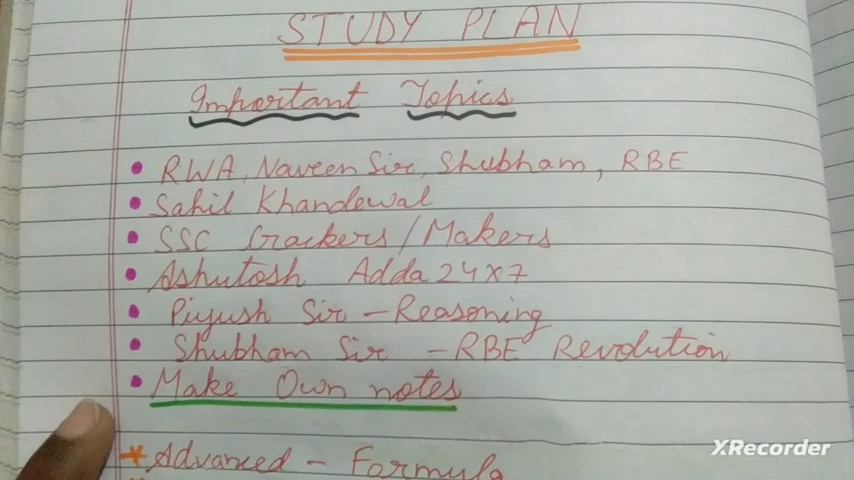 STUDY PLAN
Important Topics
• RWA, Naveen Sir, Shubham, RBE
• Sahil Khandewal
• SSC Crackers/Makers
• Ashutosh Adda 24x7
• Piyush Sir - Reasoning
• Shubham Sir - RBE Revolution
• Make Own notes
* Advanced - Formula
XRecorder